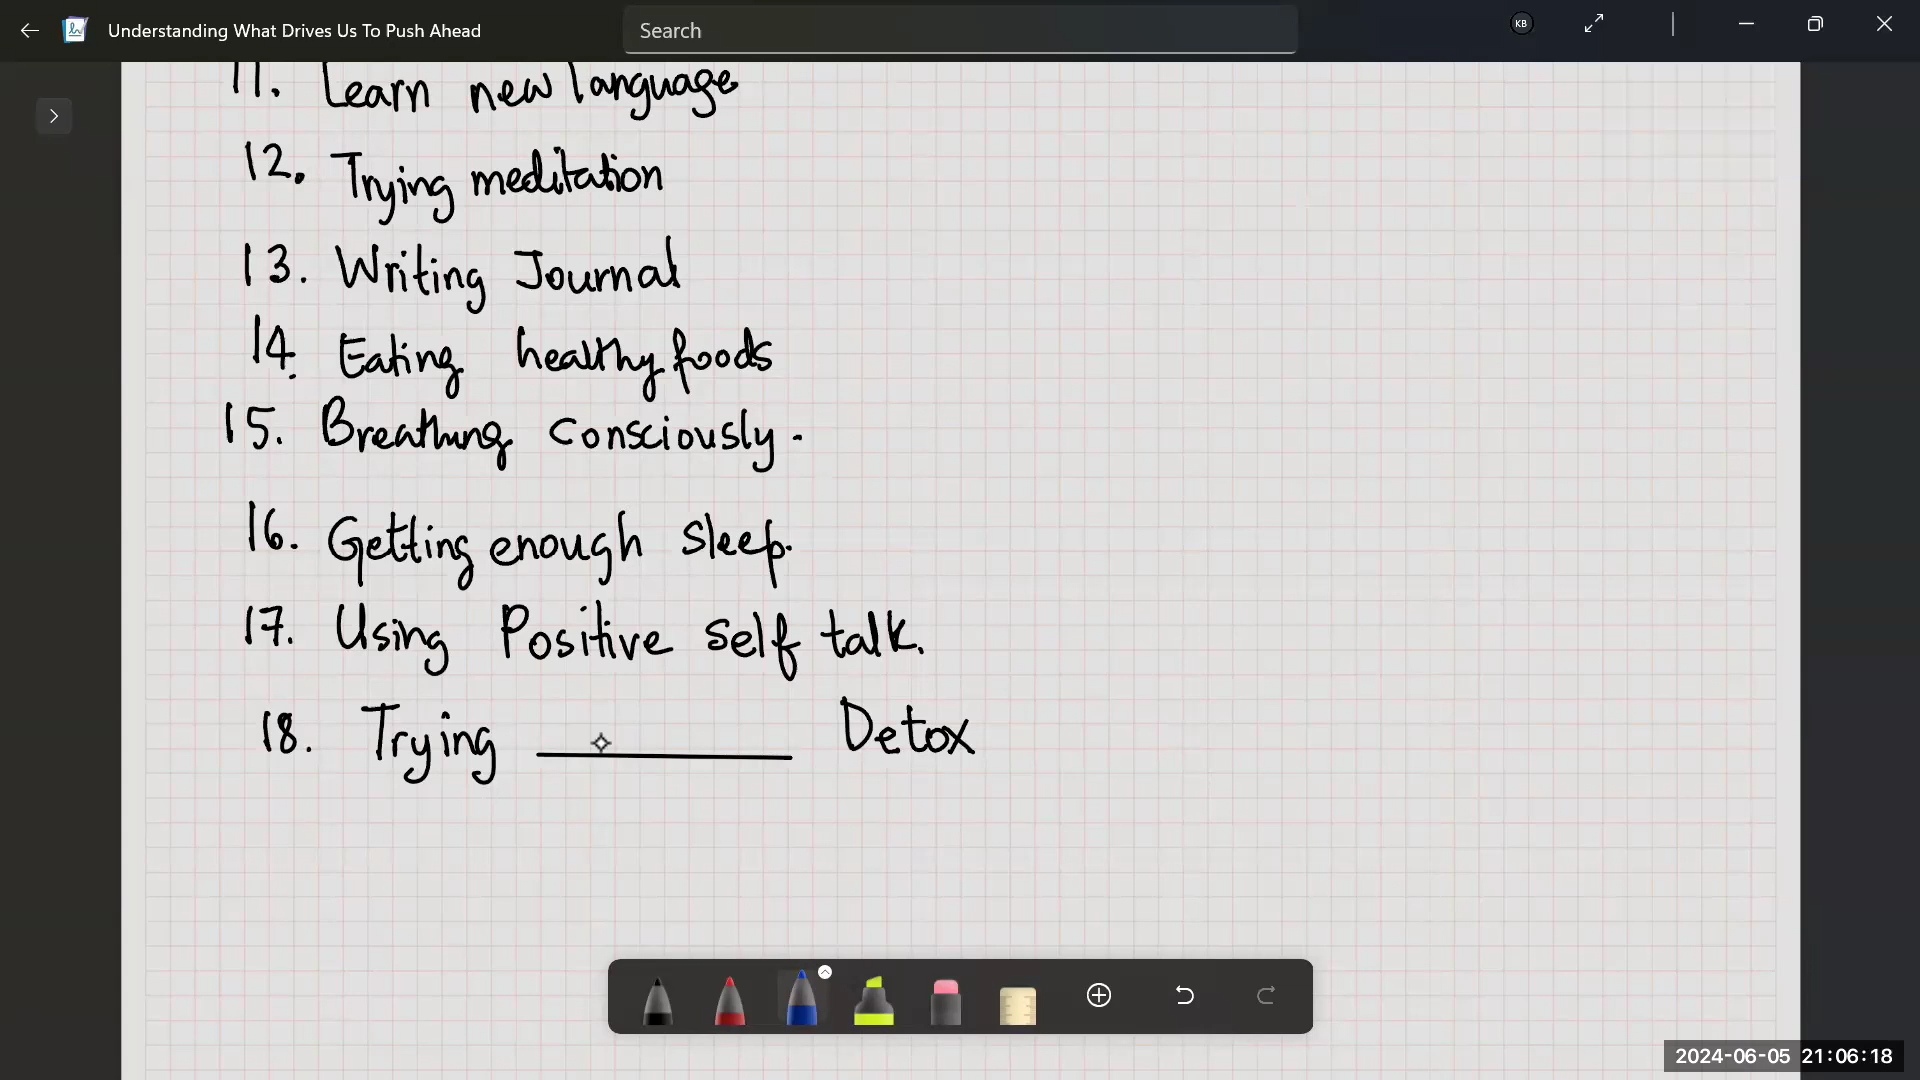 Understanding What Drives Us To Push Ahead
Search
KB
11. Learn new language
12. Trying meditation
13. Writing Journal
14. Eating healthy foods
15. Breathing Consciously.
16. Getting enough sleep.
17. Using Positive self talk.
18. Trying ________ Detox
2024-06-05 21:06:18